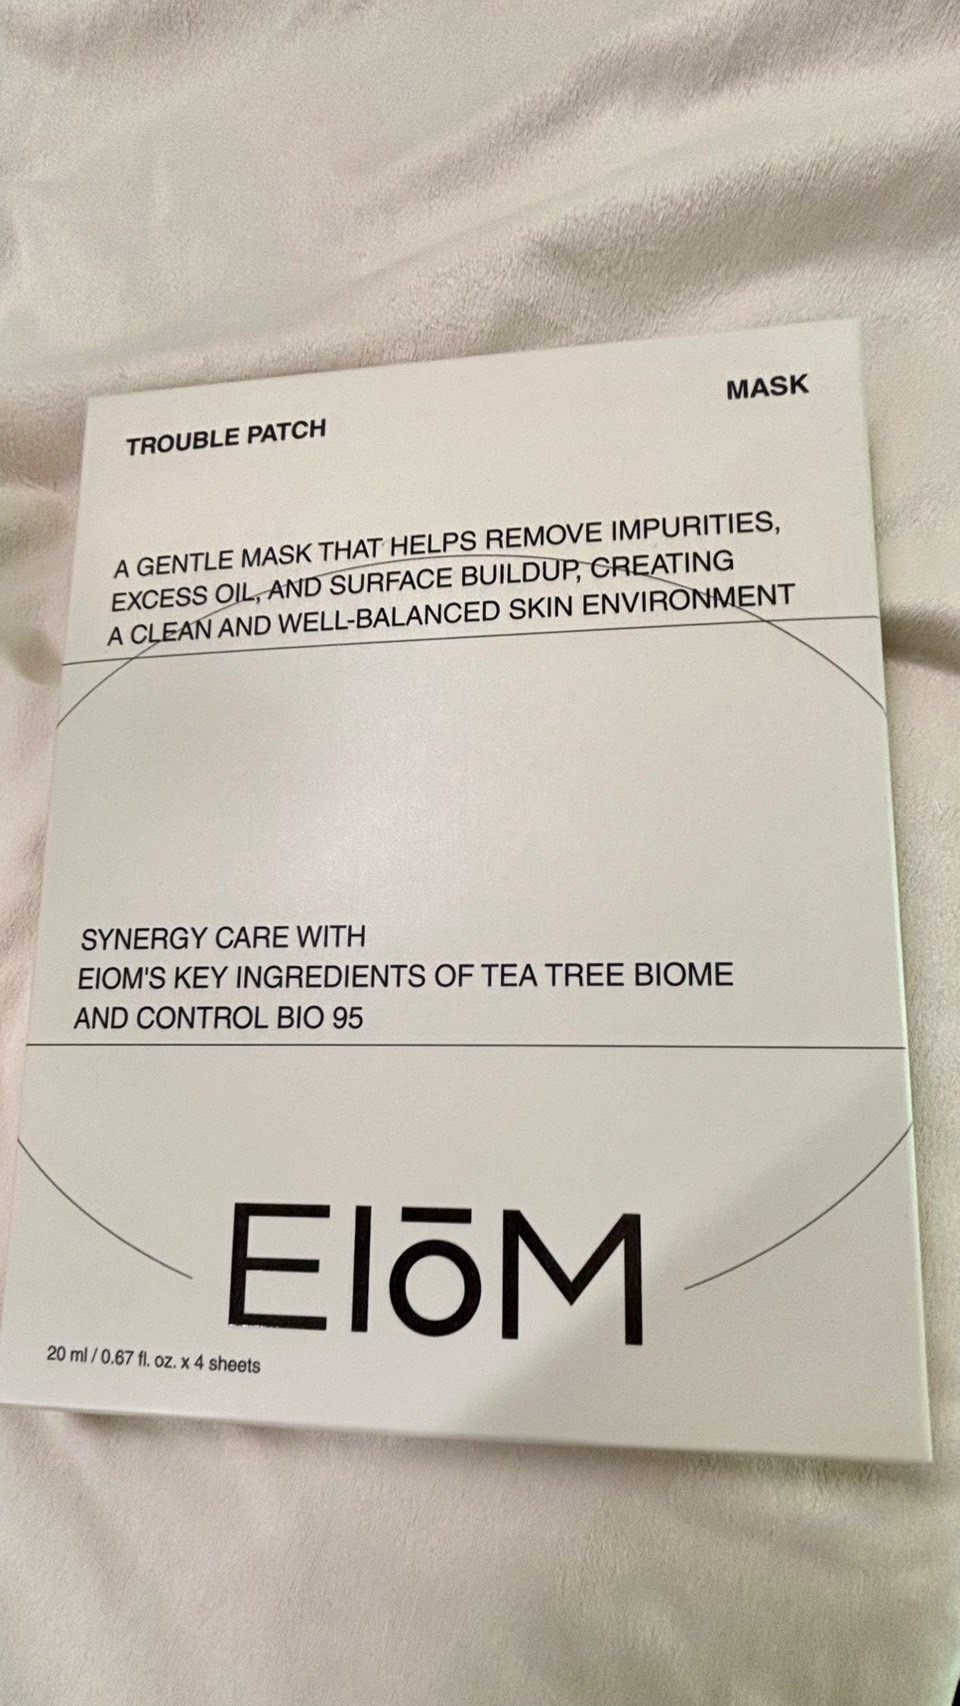 TROUBLE PATCH
MASK
A GENTLE MASK THAT HELPS REMOVE IMPURITIES,
EXCESS OIL, AND SURFACE BUILDUP, CREATING
A CLEAN AND WELL-BALANCED SKIN ENVIRONMENT
SYNERGY CARE WITH
EIOM'S KEY INGREDIENTS OF TEA TREE BIOME
AND CONTROL BIO 95
EIōM
20 ml / 0.67 fl. oz. x 4 sheets